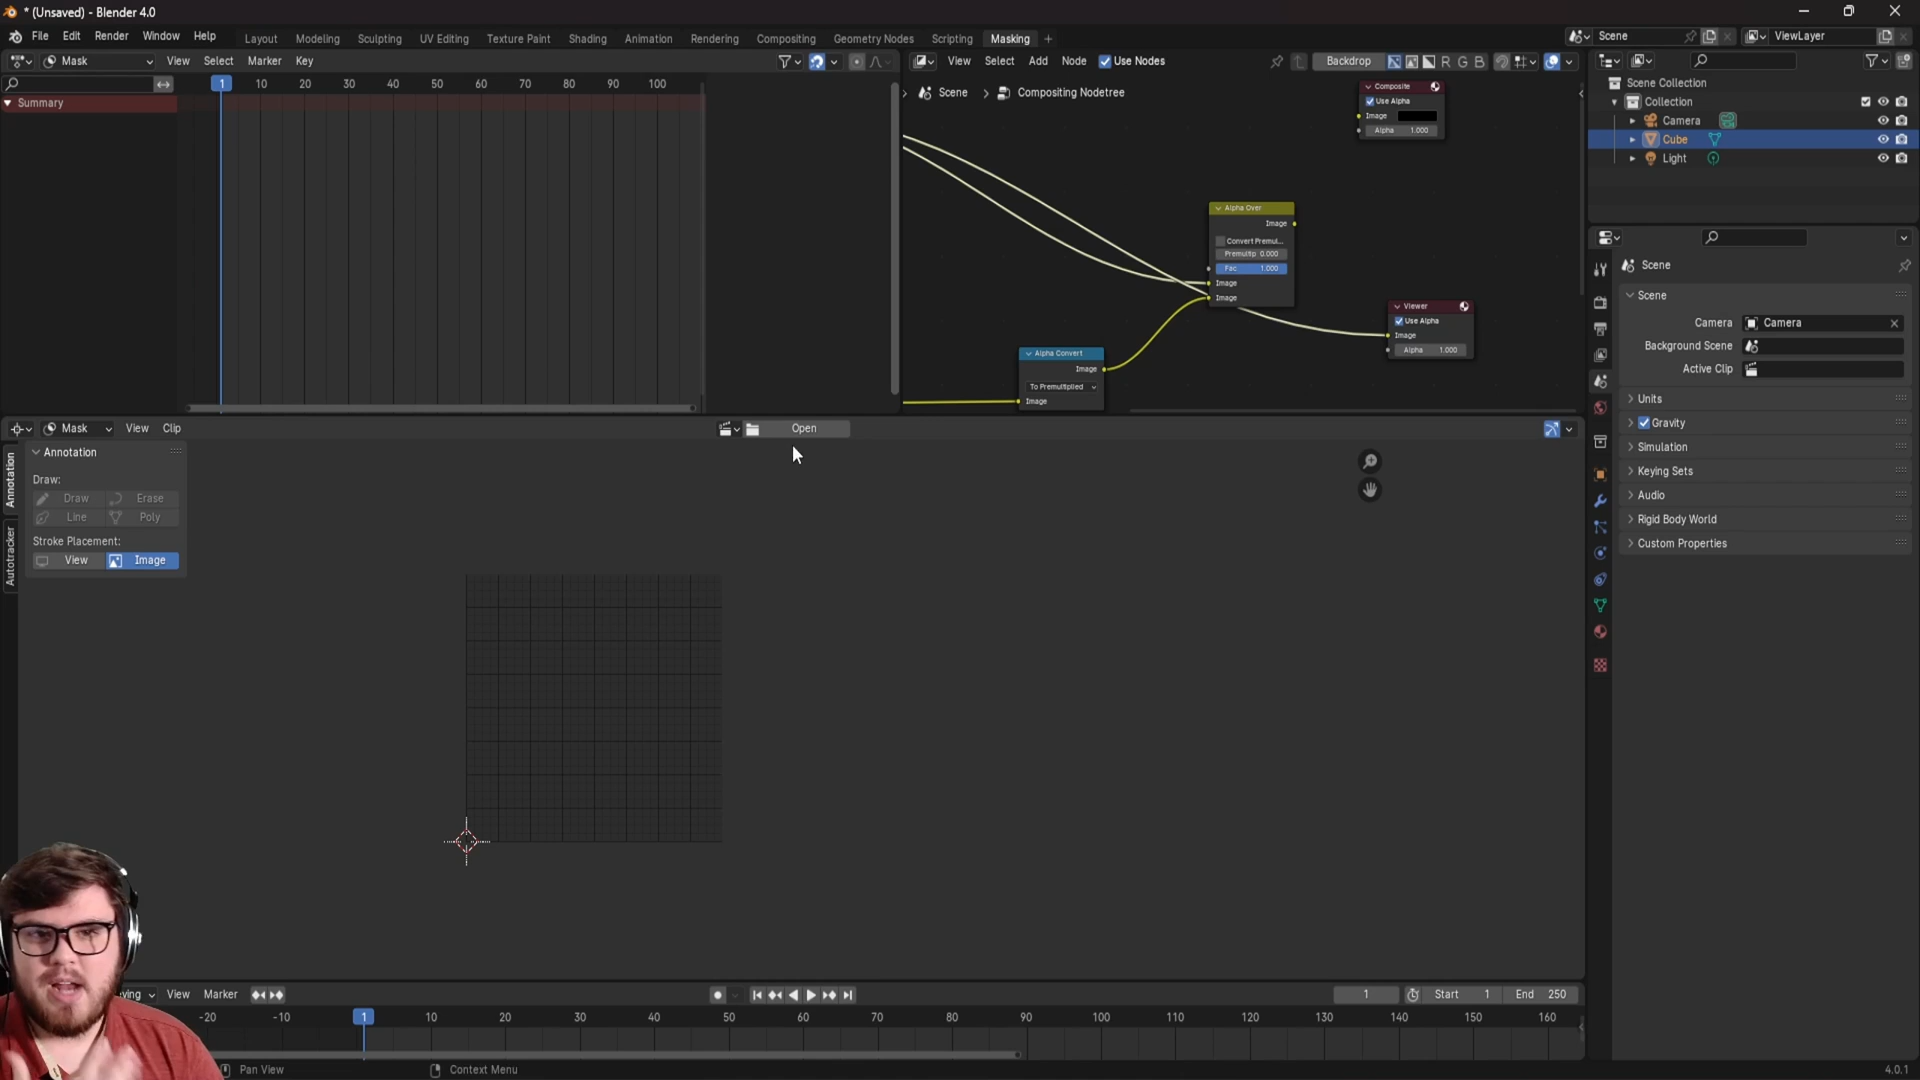 * (Unsaved) - Blender 4.0
File Edit Render Window Help
Layout Modeling Sculpting UV Editing Texture Paint Shading Animation Rendering Compositing Geometry Nodes Scripting Masking +
Scene ViewLayer
Mask View Select Marker Key
View Select Add Node Use Nodes Backdrop R G B
1 10 20 30 40 50 60 70 80 90 100
Summary
Scene > Compositing Nodetree
Composite
Use Alpha
Image
Alpha 1.000
Alpha Over
Image
Convert Premul...
Premultip 0.000
Fac 1.000
Image
Image
Viewer
Use Alpha
Image
Alpha 1.000
Alpha Convert
Image
To Premultiplied
Image
Scene Collection
Collection
Camera
Cube
Light
Scene
Scene
Camera Camera
Background Scene
Active Clip
Units
Gravity
Simulation
Keying Sets
Audio
Rigid Body World
Custom Properties
Mask View Clip Open
Annotation
Autotracker
Annotation
Draw:
Draw Erase
Line Poly
Stroke Placement:
View Image
View Marker
1 Start 1 End 250
-20 -10 1 10 20 30 40 50 60 70 80 90 100 110 120 130 140 150 160
Pan View Context Menu 4.0.1